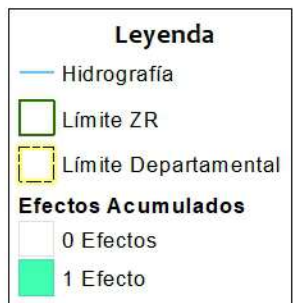 Leyenda
Hidrografía
Límite ZR
Límite Departamental
Efectos Acumulados
0 Efectos
1 Efecto